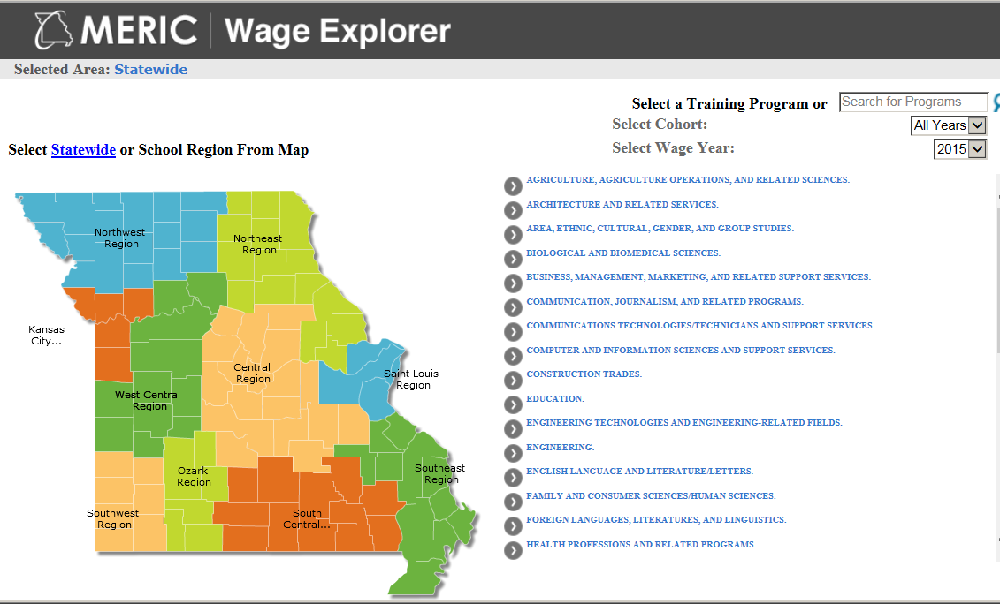 MERIC | Wage Explorer
Selected Area: Statewide
Select a Training Program or
Search for Programs
Select Cohort:
All Years
Select Wage Year:
2015
Select Statewide or School Region From Map
Northwest
Region
Northeast
Region
Kansas
City...
Central
Region
Saint Louis
Region
West Central
Region
Ozark
Region
Southeast
Region
Southwest
Region
South
Central...
AGRICULTURE, AGRICULTURE OPERATIONS, AND RELATED SCIENCES.
ARCHITECTURE AND RELATED SERVICES.
AREA, ETHNIC, CULTURAL, GENDER, AND GROUP STUDIES.
BIOLOGICAL AND BIOMEDICAL SCIENCES.
BUSINESS, MANAGEMENT, MARKETING, AND RELATED SUPPORT SERVICES.
COMMUNICATION, JOURNALISM, AND RELATED PROGRAMS.
COMMUNICATIONS TECHNOLOGIES/TECHNICIANS AND SUPPORT SERVICES
COMPUTER AND INFORMATION SCIENCES AND SUPPORT SERVICES.
CONSTRUCTION TRADES.
EDUCATION.
ENGINEERING TECHNOLOGIES AND ENGINEERING-RELATED FIELDS.
ENGINEERING.
ENGLISH LANGUAGE AND LITERATURE/LETTERS.
FAMILY AND CONSUMER SCIENCES/HUMAN SCIENCES.
FOREIGN LANGUAGES, LITERATURES, AND LINGUISTICS.
HEALTH PROFESSIONS AND RELATED PROGRAMS.